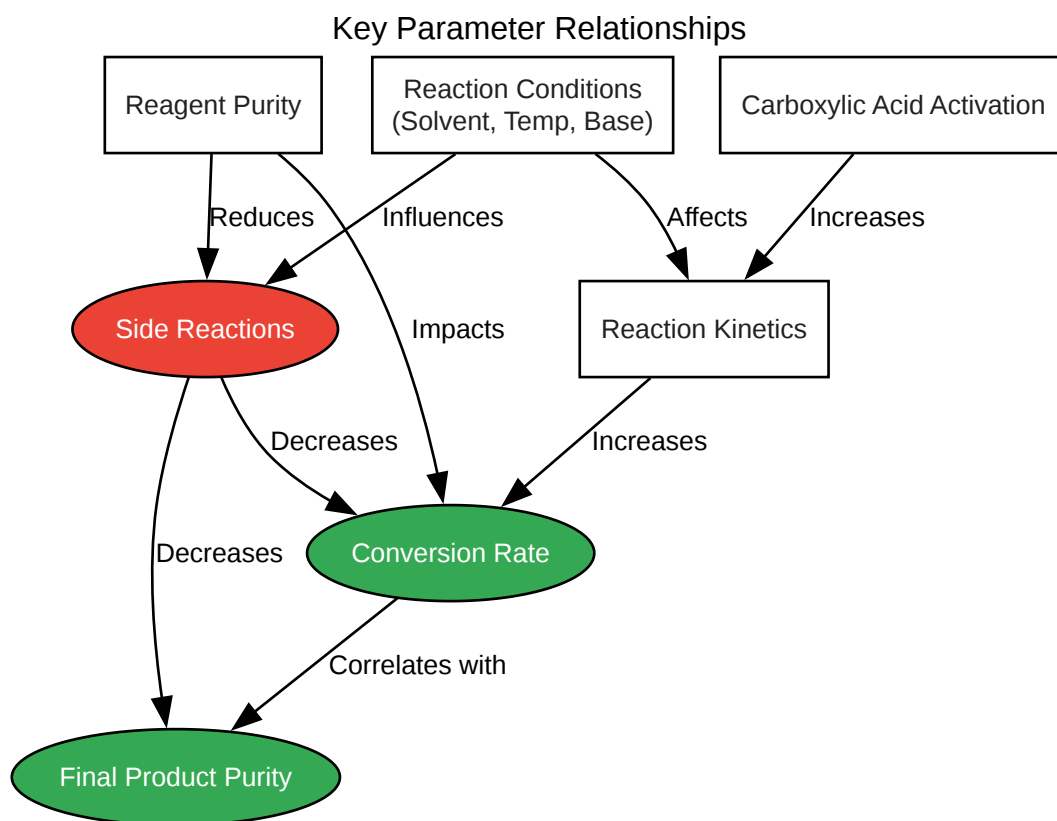 Key Parameter Relationships
Reagent Purity
Reaction Conditions
(Solvent, Temp, Base)
Carboxylic Acid Activation
Reduces
Influences
Affects
Increases
Side Reactions
Impacts
Reaction Kinetics
Decreases
Increases
Decreases
Conversion Rate
Correlates with
Final Product Purity